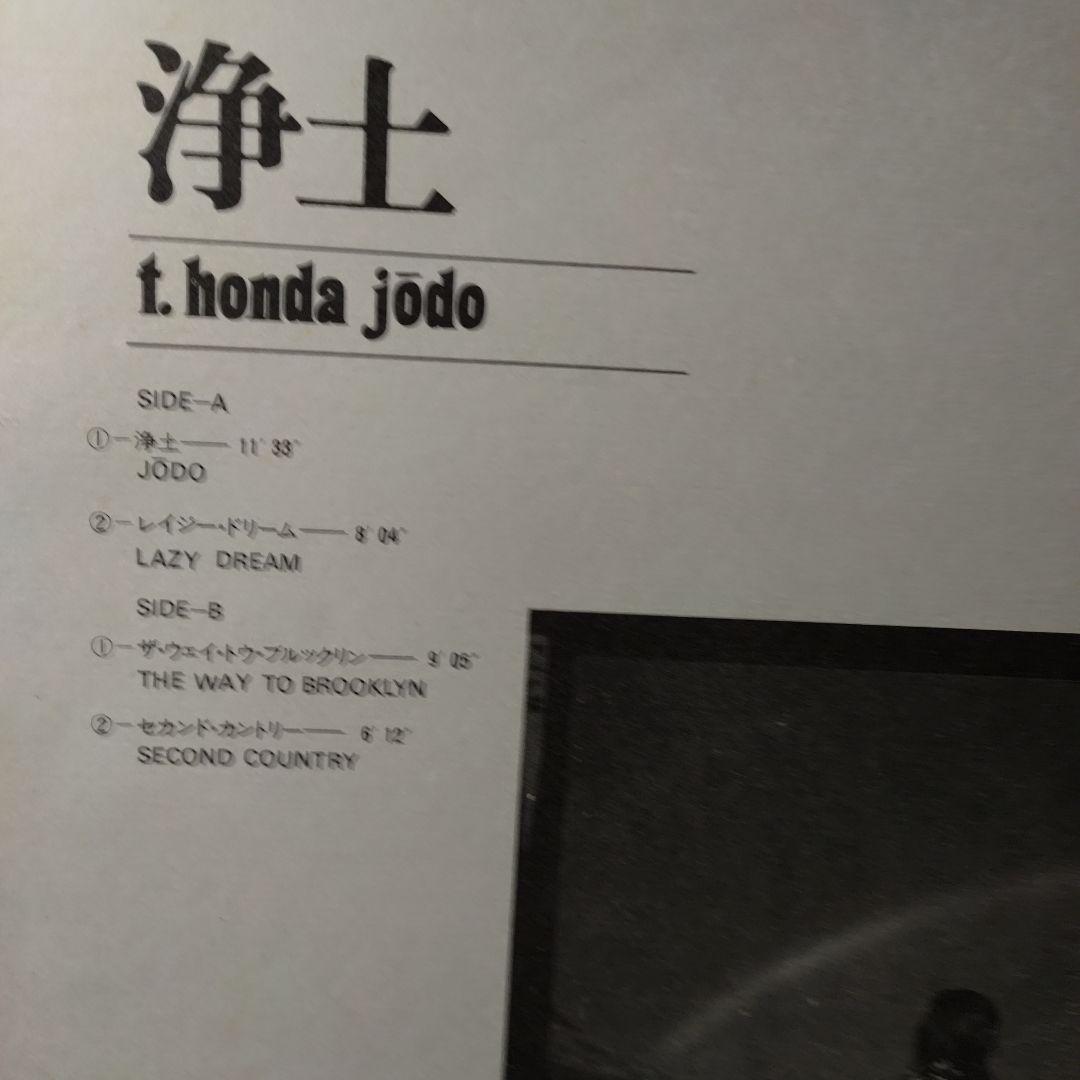 浄土
t. honda jōdo
SIDE—A
①—浄土—— 11′33″
JŌDO
②—レイジー・ドリーム—— 8′04″
LAZY DREAM
SIDE—B
①—ザ・ウェイ・トウ・ブルックリン—— 9′05″
THE WAY TO BROOKLYN
②—セカンド・カントリー—— 6′12″
SECOND COUNTRY